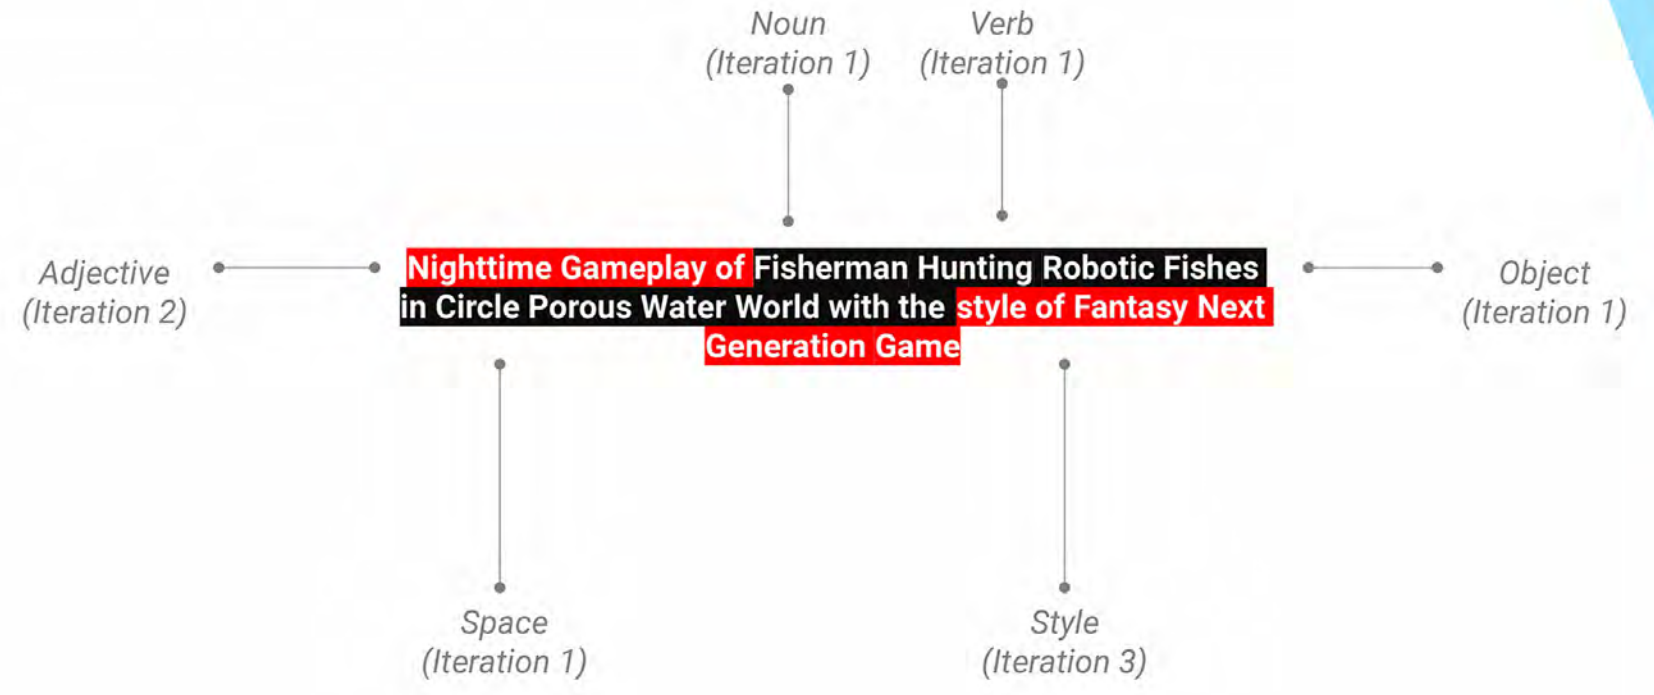 Noun
(Iteration 1)
Verb
(Iteration 1)
Adjective
(Iteration 2)
Nighttime Gameplay of Fisherman Hunting Robotic Fishes
in Circle Porous Water World with the style of Fantasy Next
Generation Game
Object
(Iteration 1)
Space
(Iteration 1)
Style
(Iteration 3)